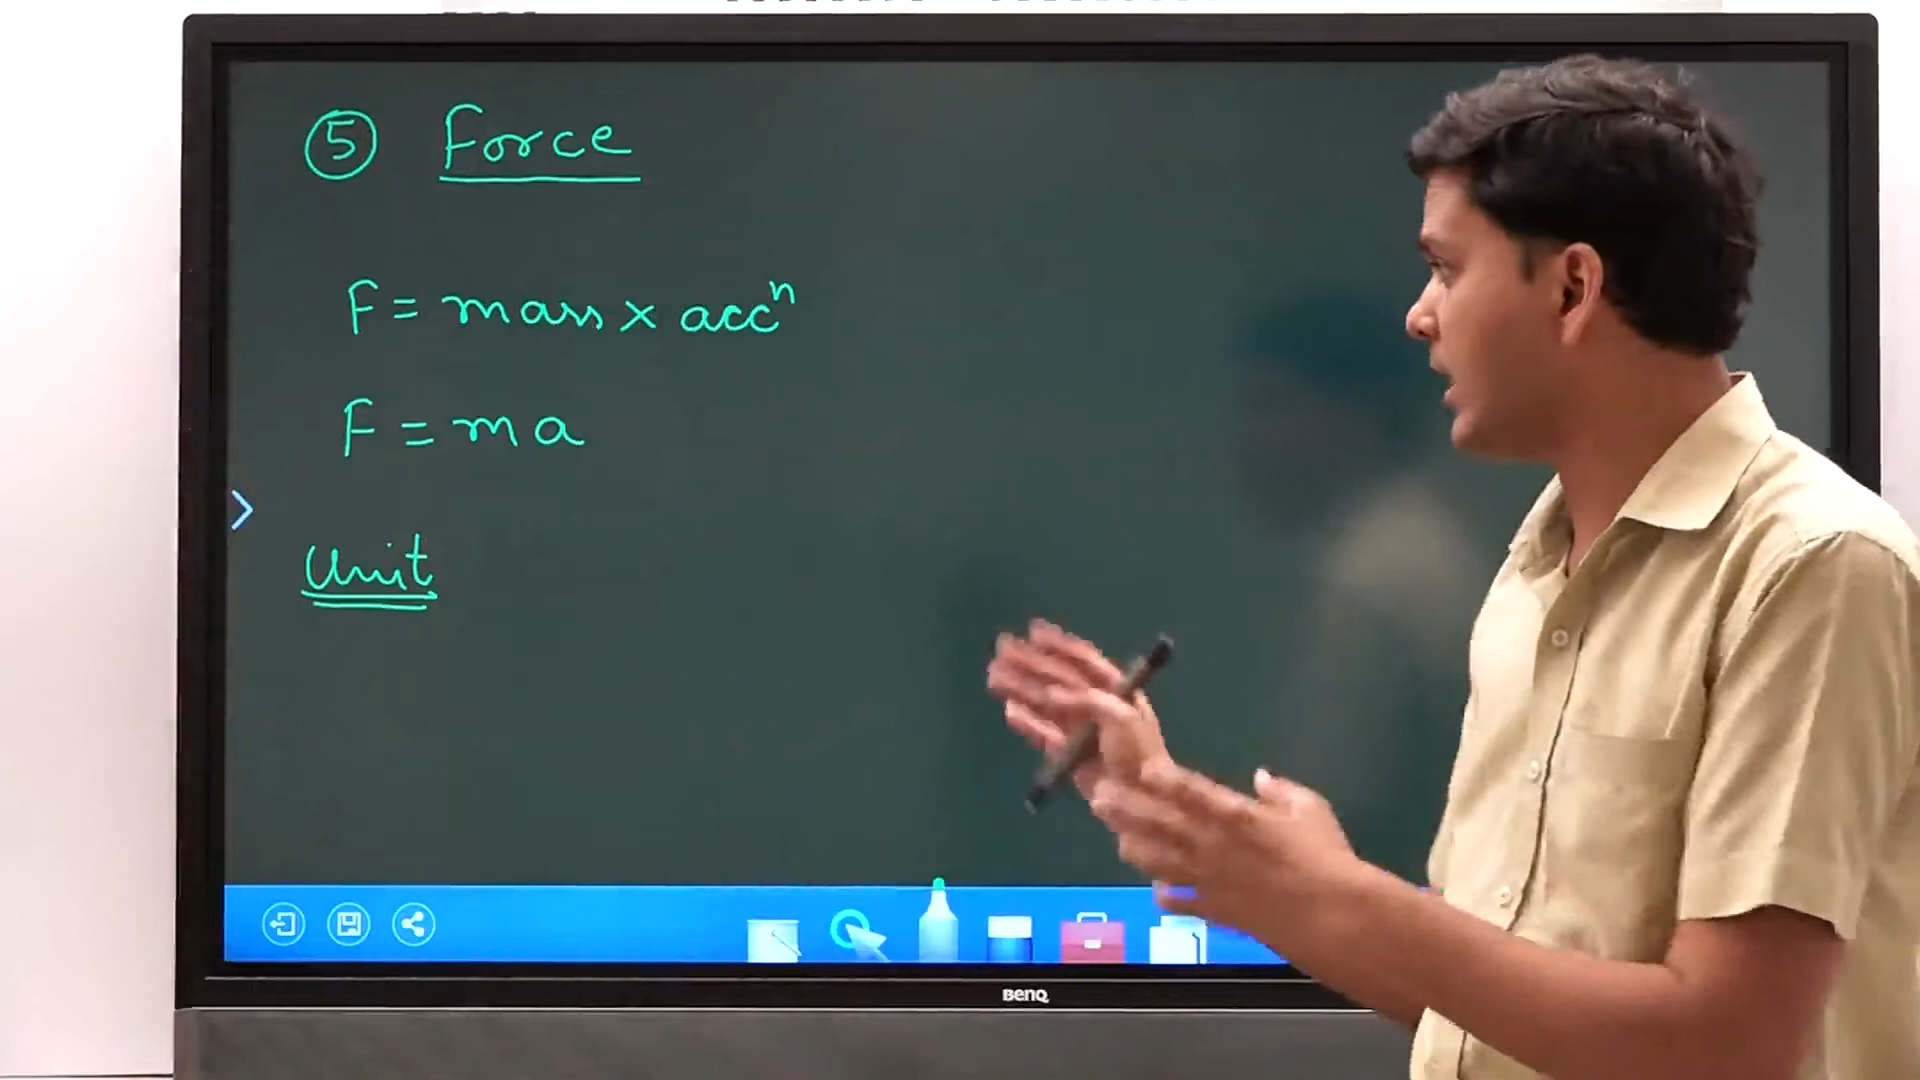 5 Force
F = mass x accⁿ
F = ma
Unit
BenQ